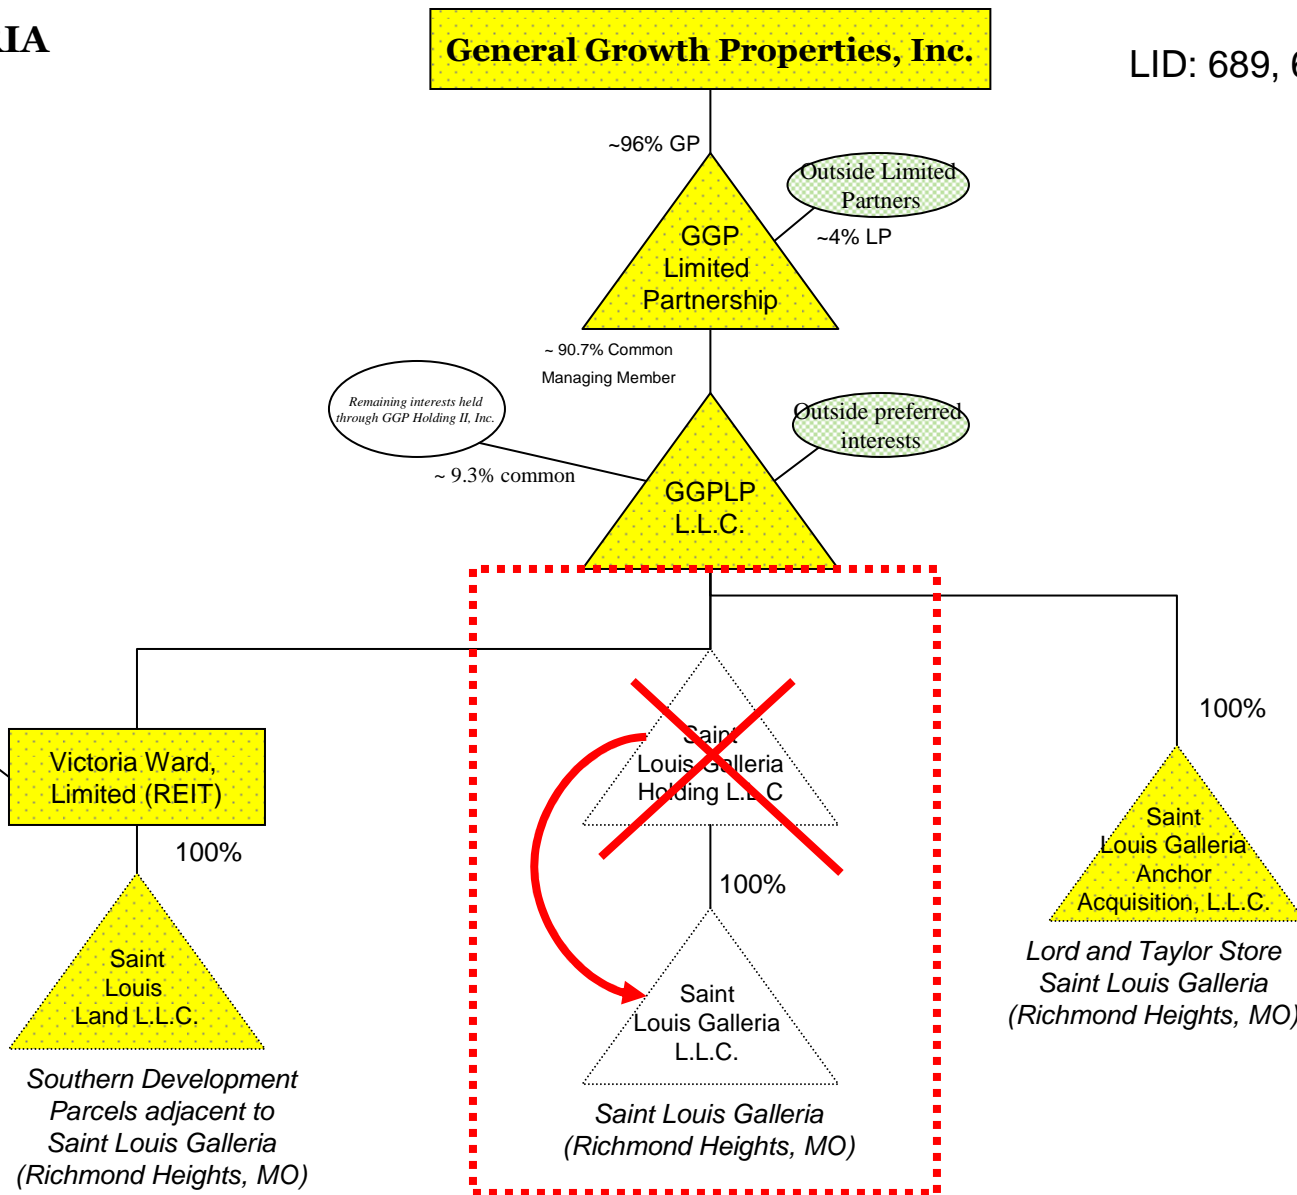 General Growth Properties, Inc.
LID: 689,
~96% GP
Outside Limited
Partners
~4% LP
GGP
Limited
Partnership
~ 90.7% Common
Managing Member
Remaining interests held
through GGP Holding II, Inc.
~ 9.3% common
Outside preferred
interests
GGPLP
L.L.C.
Victoria Ward,
Limited (REIT)
100%
Saint
Louis
Land L.L.C.
Southern Development
Parcels adjacent to
Saint Louis Galleria
(Richmond Heights, MO)
Saint
Louis Galleria
Holding L.L.C
100%
Saint
Louis Galleria
L.L.C.
Saint Louis Galleria
(Richmond Heights, MO)
100%
Saint
Louis Galleria
Anchor
Acquisition, L.L.C.
Lord and Taylor Store
Saint Louis Galleria
(Richmond Heights, MO)